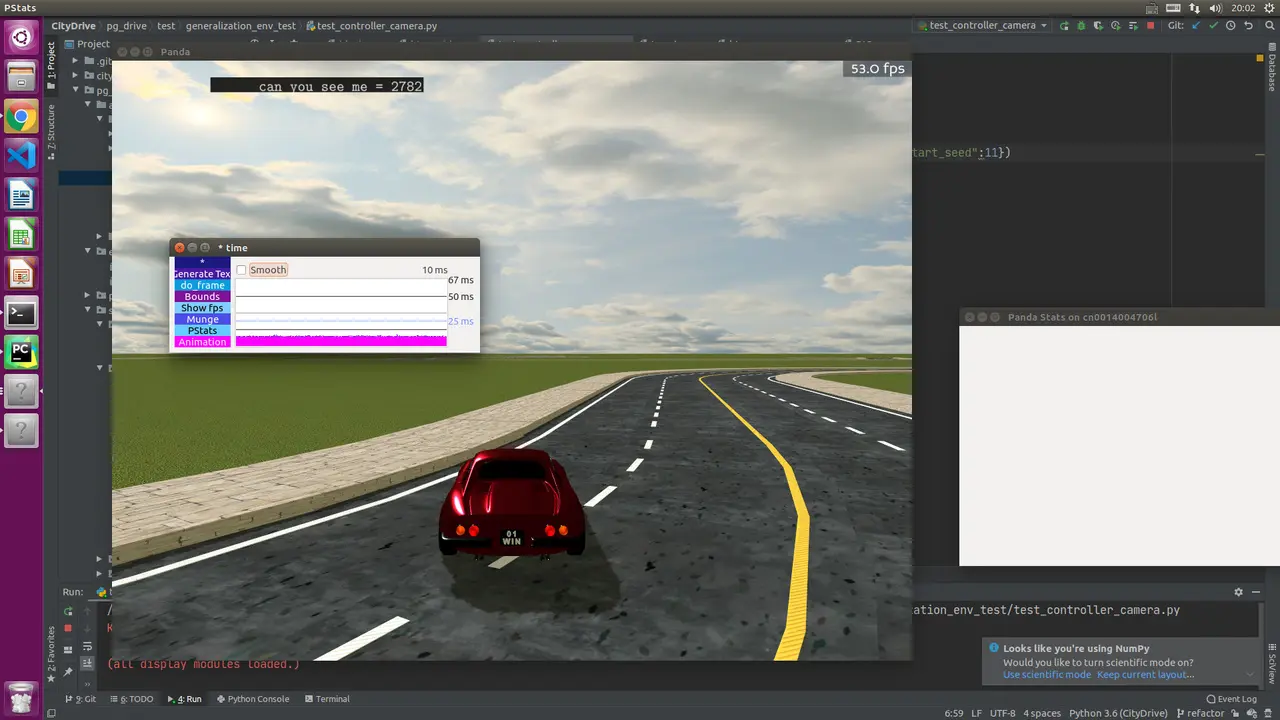 PStats
20:02
CityDrive
pg_drive
test
generalization_env_test
test_controller_camera.py
test_controller_camera
Git:
Project
Panda
1: Project
7: Structure
2: Favorites
Database
SciView
.git
city
pg_
53.0 fps
can you see me = 2782
tart_seed":11})
* time
*
Generate Tex
do_frame
Bounds
Show fps
Munge
PStats
Animation
Smooth
10 ms
67 ms
50 ms
25 ms
Panda Stats on cn0014004706l
01
WIN
Run:
ation_env_test/test_controller_camera.py
(all display modules loaded.)
Looks like you're using NumPy
Would you like to turn scientific mode on?
Use scientific mode
Keep current layout...
9: Git
6: TODO
4: Run
Python Console
Terminal
Event Log
6:59
LF
UTF-8
4 spaces
Python 3.6 (CityDrive)
refactor